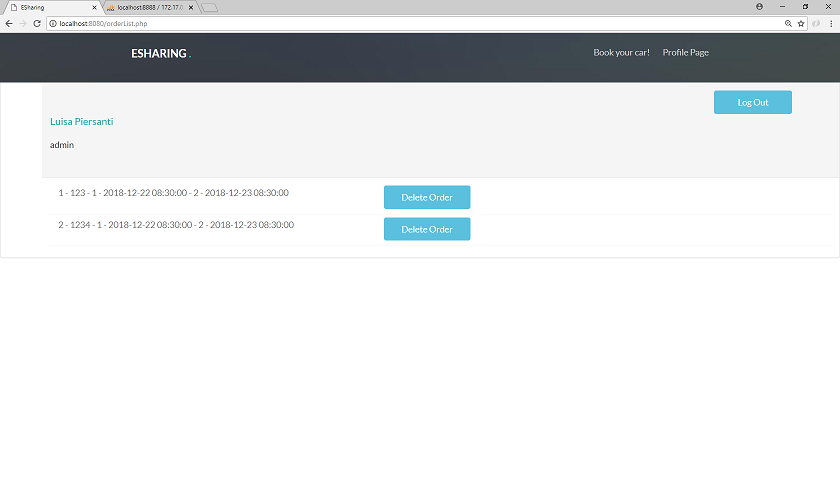 ESharing
localhost:8888 / 172.17.0
localhost:8080/orderList.php
ESHARING .
Book your car!
Profile Page
Log Out
Luisa Piersanti
admin
1 - 123 - 1 - 2018-12-22 08:30:00 - 2 - 2018-12-23 08:30:00
Delete Order
2 - 1234 - 1 - 2018-12-22 08:30:00 - 2 - 2018-12-23 08:30:00
Delete Order